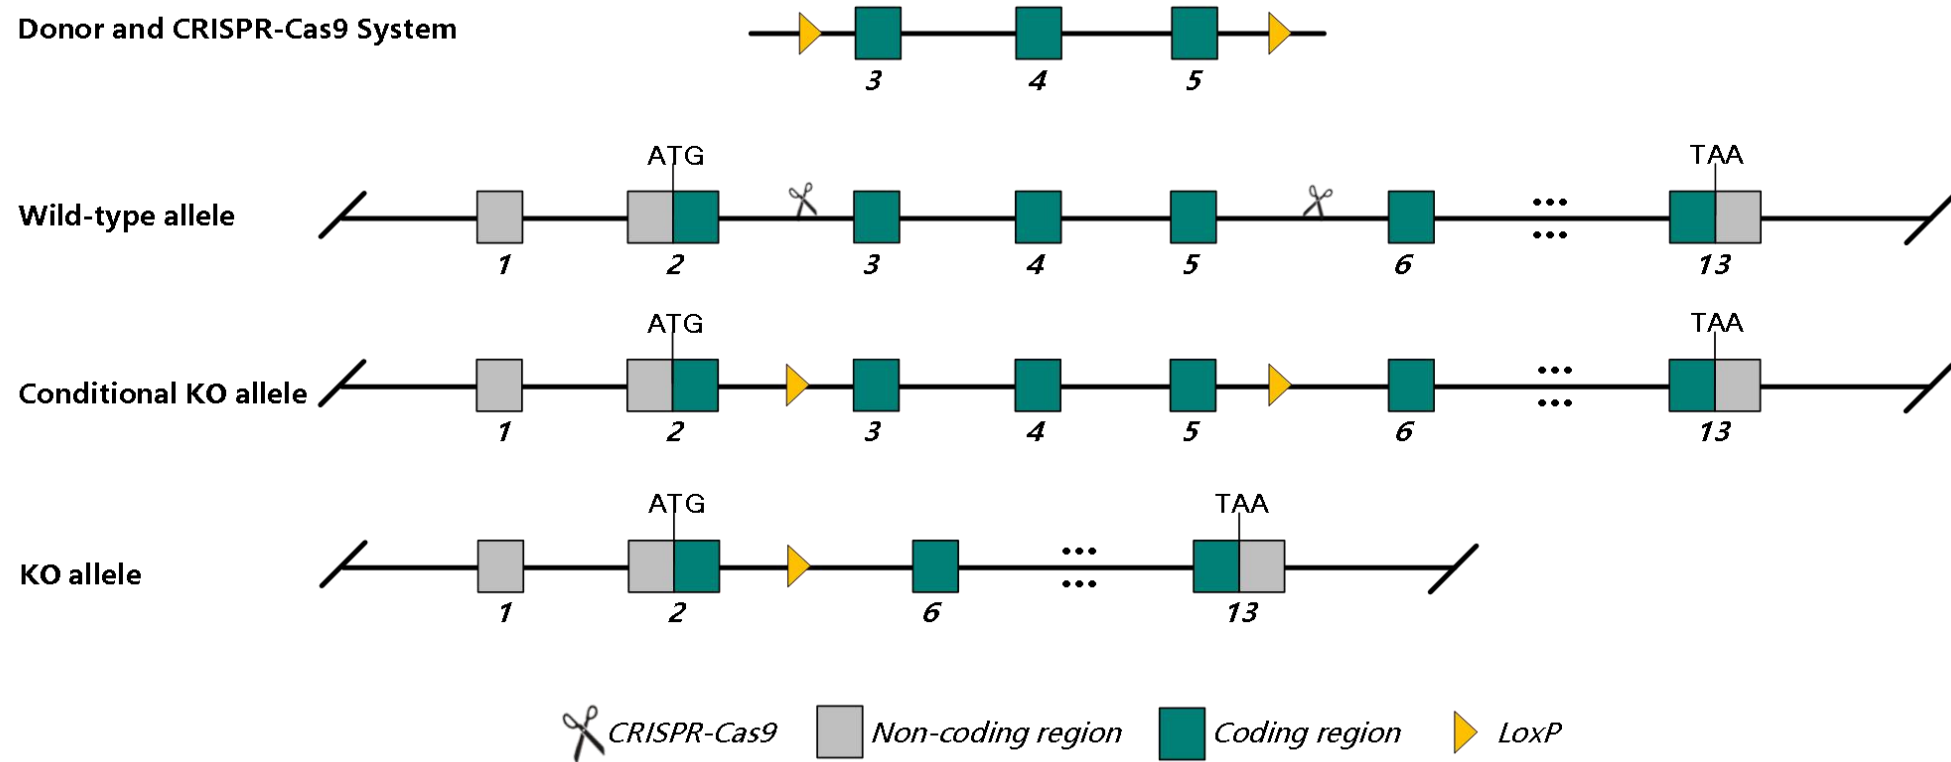 Donor and CRISPR-Cas9 System
3 4 5
ATG TAA
Wild-type allele
1 2 3 4 5 6 13
ATG TAA
Conditional KO allele
1 2 3 4 5 6 13
ATG TAA
KO allele
1 2 6 13
CRISPR-Cas9 Non-coding region Coding region LoxP